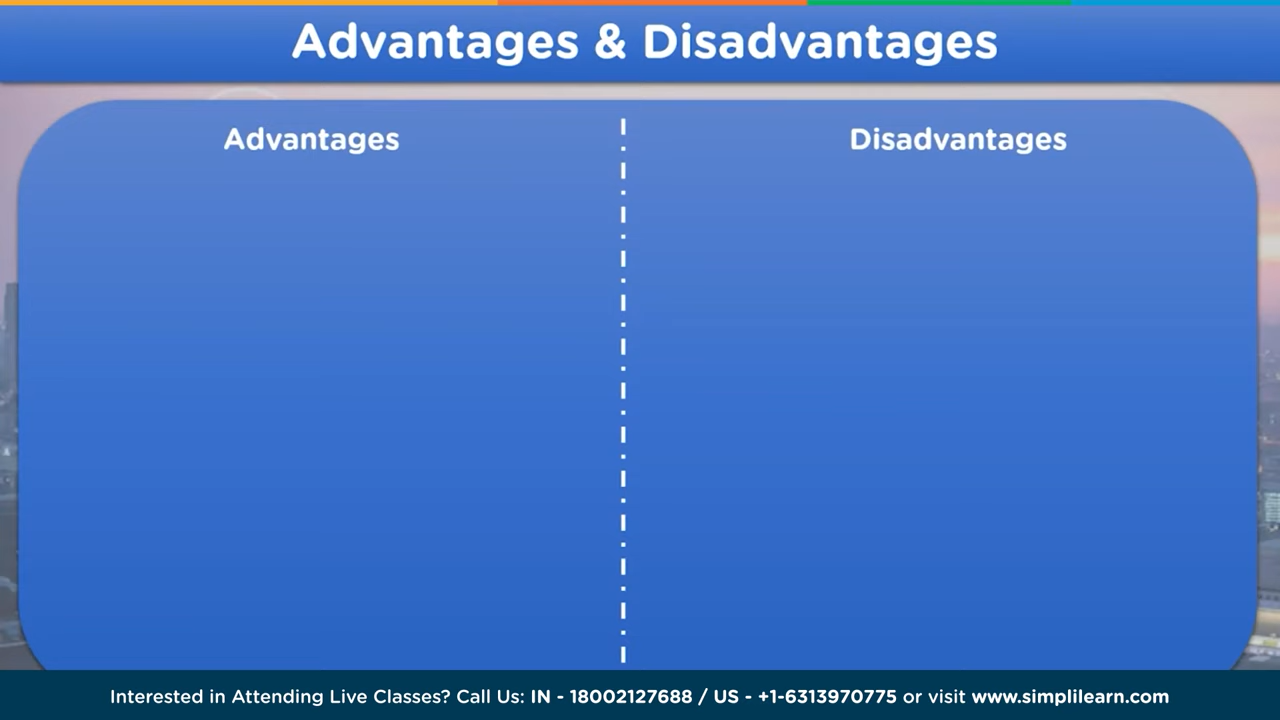 Advantages & Disadvantages
Advantages
Disadvantages
Interested in Attending Live Classes? Call Us: IN - 18002127688 / US - +1-6313970775 or visit www.simplilearn.com